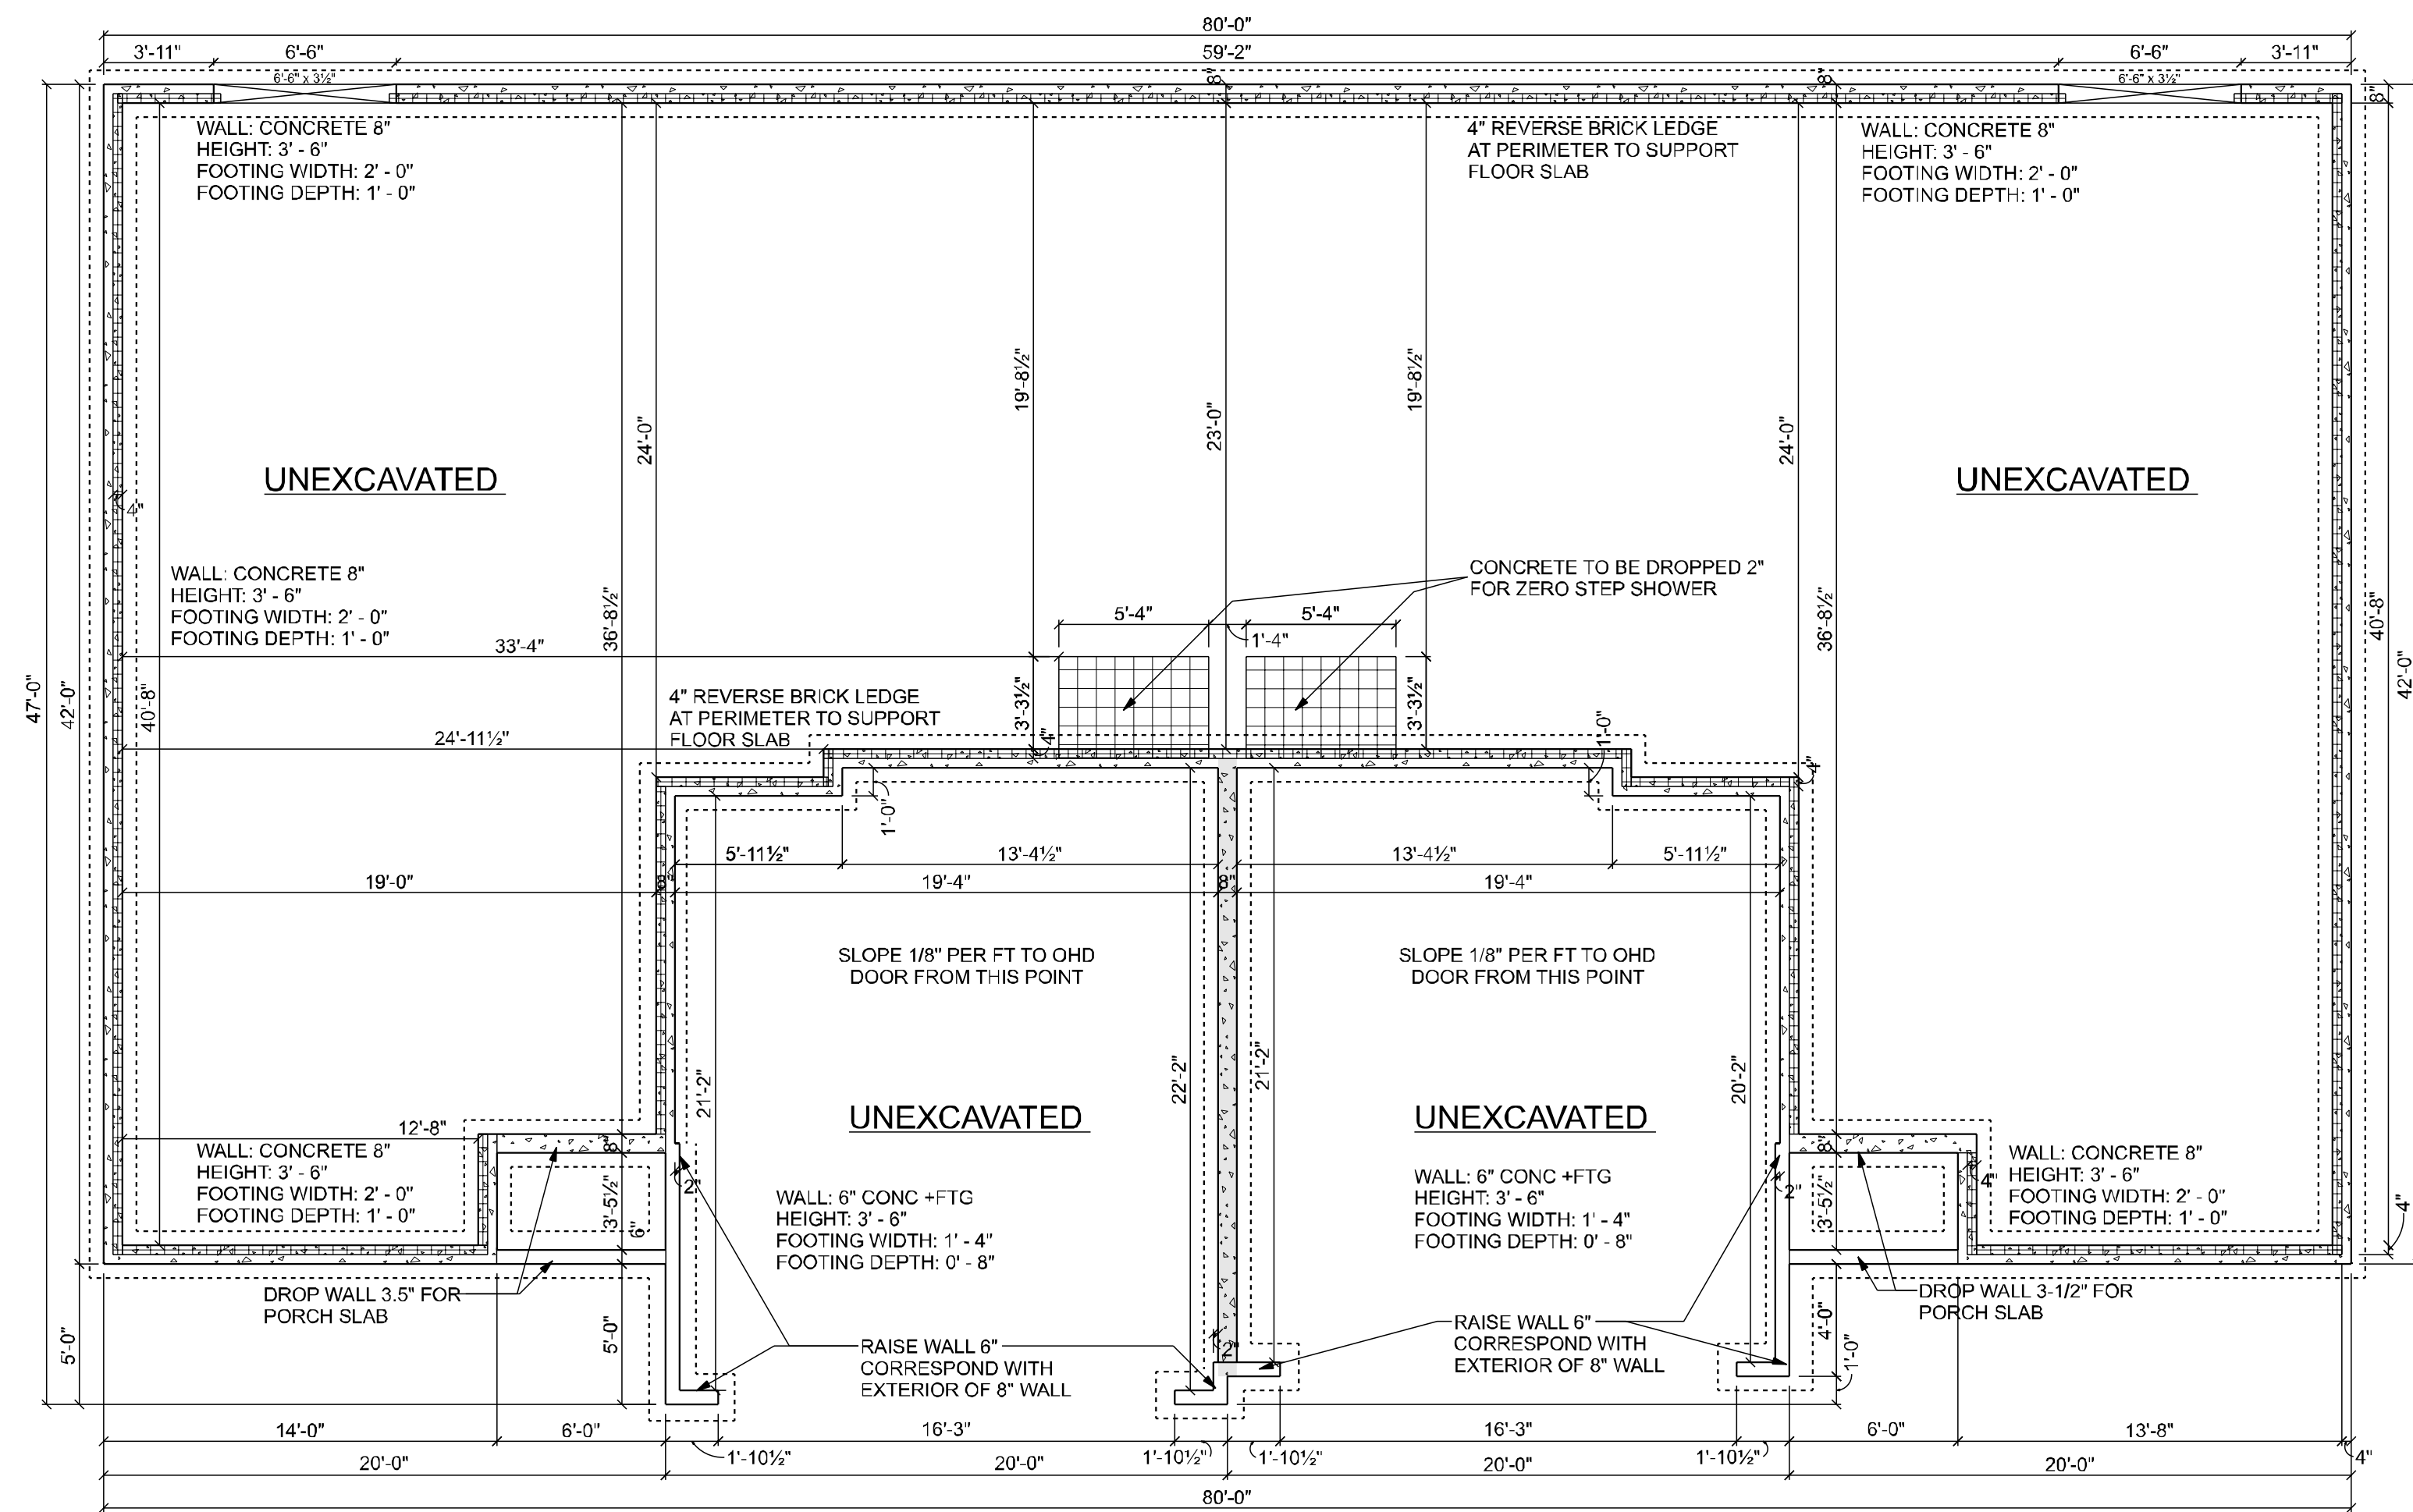 80'-0"
3'-11"
6'-6"
59'-2"
6'-6"
3'-11"
6'-6" x 3½"
8"
8"
6'-6" x 3½"
8"
WALL: CONCRETE 8"
HEIGHT: 3' - 6"
FOOTING WIDTH: 2' - 0"
FOOTING DEPTH: 1' - 0"
4" REVERSE BRICK LEDGE
AT PERIMETER TO SUPPORT
FLOOR SLAB
WALL: CONCRETE 8"
HEIGHT: 3' - 6"
FOOTING WIDTH: 2' - 0"
FOOTING DEPTH: 1' - 0"
19'-8½"
19'-8½"
24'-0"
23'-0"
24'-0"
UNEXCAVATED
UNEXCAVATED
4"
WALL: CONCRETE 8"
HEIGHT: 3' - 6"
FOOTING WIDTH: 2' - 0"
FOOTING DEPTH: 1' - 0"
36'-8½"
CONCRETE TO BE DROPPED 2"
FOR ZERO STEP SHOWER
36'-8½"
40'-8"
5'-4"
5'-4"
1'-4"
33'-4"
47'-0"
42'-0"
40'-8"
42'-0"
4" REVERSE BRICK LEDGE
AT PERIMETER TO SUPPORT
FLOOR SLAB
3'-3½"
3'-3½"
4"
1'-0"
24'-11½"
4"
1'-0"
5'-11½"
13'-4½"
13'-4½"
5'-11½"
19'-0"
8"
19'-4"
8"
19'-4"
SLOPE 1/8" PER FT TO OHD
DOOR FROM THIS POINT
SLOPE 1/8" PER FT TO OHD
DOOR FROM THIS POINT
21'-2"
22'-2"
21'-2"
20'-2"
UNEXCAVATED
UNEXCAVATED
12'-8"
WALL: CONCRETE 8"
HEIGHT: 3' - 6"
FOOTING WIDTH: 2' - 0"
FOOTING DEPTH: 1' - 0"
8"
3'-5½"
6"
2"
WALL: 6" CONC +FTG
HEIGHT: 3' - 6"
FOOTING WIDTH: 1' - 4"
FOOTING DEPTH: 0' - 8"
WALL: 6" CONC +FTG
HEIGHT: 3' - 6"
FOOTING WIDTH: 1' - 4"
FOOTING DEPTH: 0' - 8"
2"
8"
3'-5½"
4"
WALL: CONCRETE 8"
HEIGHT: 3' - 6"
FOOTING WIDTH: 2' - 0"
FOOTING DEPTH: 1' - 0"
4"
DROP WALL 3.5" FOR
PORCH SLAB
DROP WALL 3-1/2" FOR
PORCH SLAB
5'-0"
5'-0"
RAISE WALL 6"
CORRESPOND WITH
EXTERIOR OF 8" WALL
2"
RAISE WALL 6"
CORRESPOND WITH
EXTERIOR OF 8" WALL
4'-0"
1'-0"
14'-0"
6'-0"
16'-3"
16'-3"
6'-0"
13'-8"
1'-10½"
1'-10½"
1'-10½"
1'-10½"
4"
20'-0"
20'-0"
20'-0"
20'-0"
80'-0"